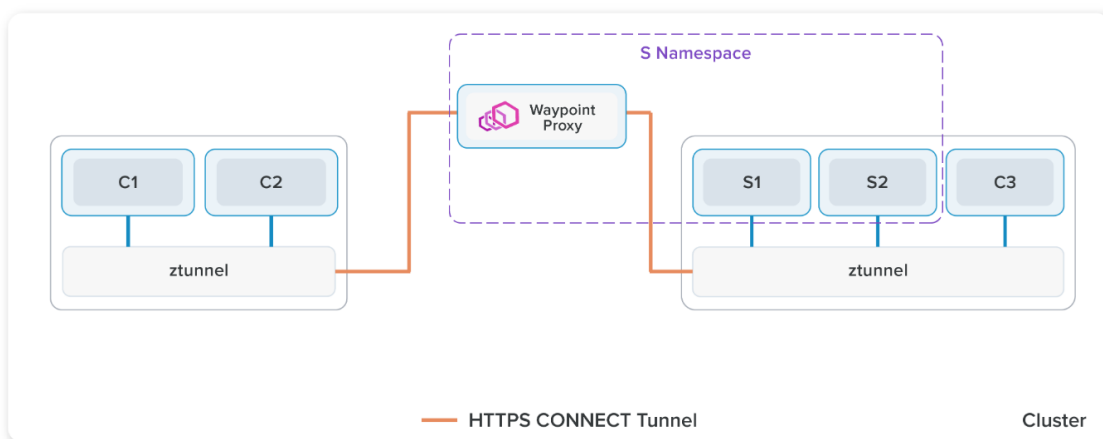 S Namespace
Waypoint
Proxy
C1
C2
S1
S2
C3
ztunnel
ztunnel
HTTPS CONNECT Tunnel
Cluster